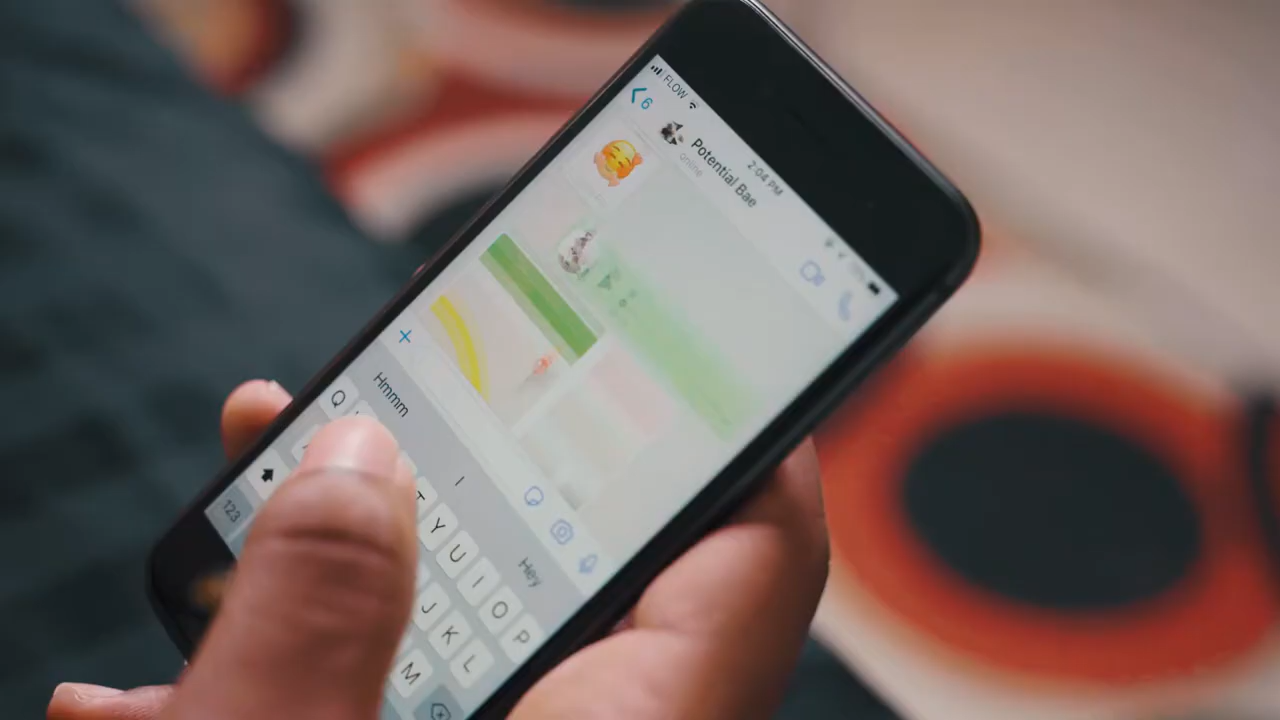 FLOW
2:04 PM
6
Potential Bae
online
Hmmm
I
Hey
Q
T
Y
U
I
O
P
J
K
L
M
123